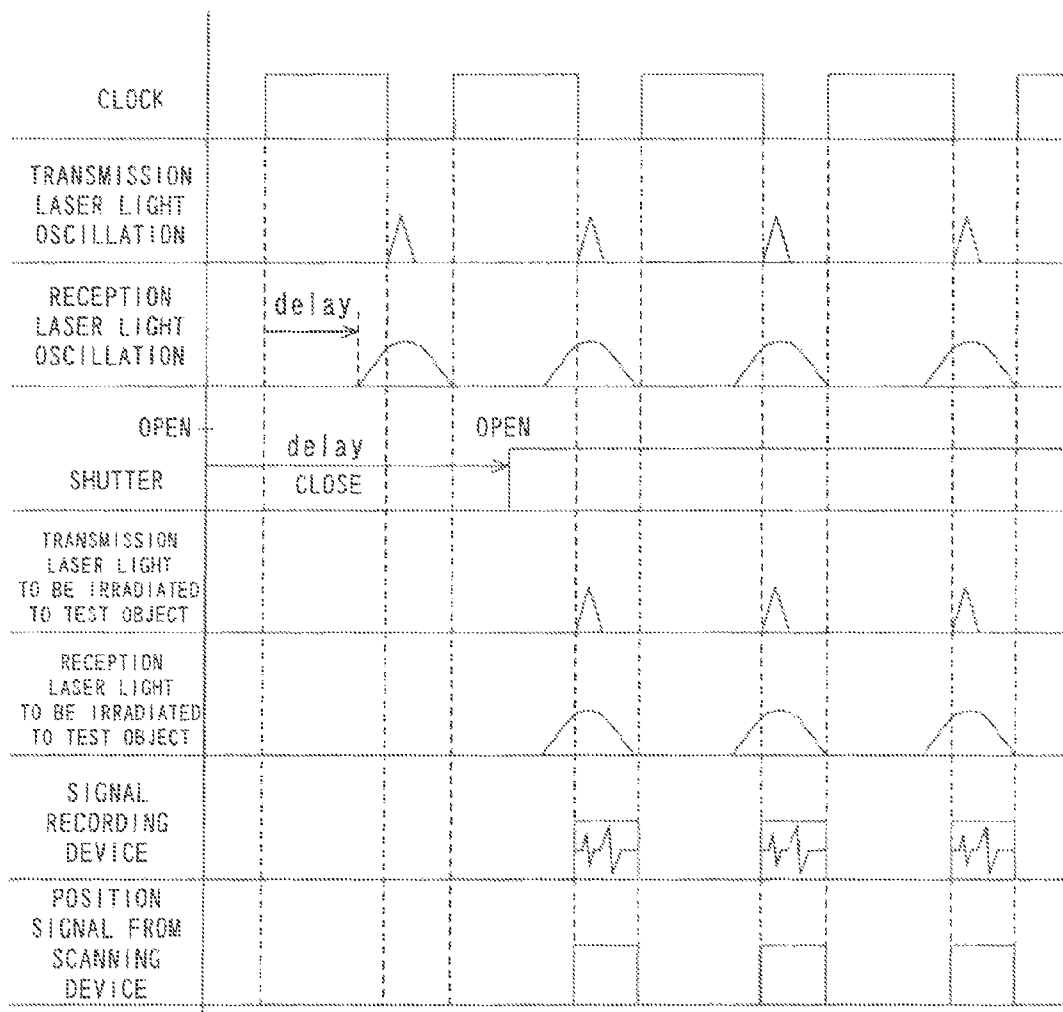 CLOCK
TRANSMISSION
LASER LIGHT
OSCILLATION
RECEPTION
LASER LIGHT
OSCILLATION
delay
OPEN
OPEN
delay
SHUTTER
CLOSE
TRANSMISSION
LASER LIGHT
TO BE IRRADIATED
TO TEST OBJECT
RECEPTION
LASER LIGHT
TO BE IRRADIATED
TO TEST OBJECT
SIGNAL
RECORDING
DEVICE
POSITION
SIGNAL FROM
SCANNING
DEVICE